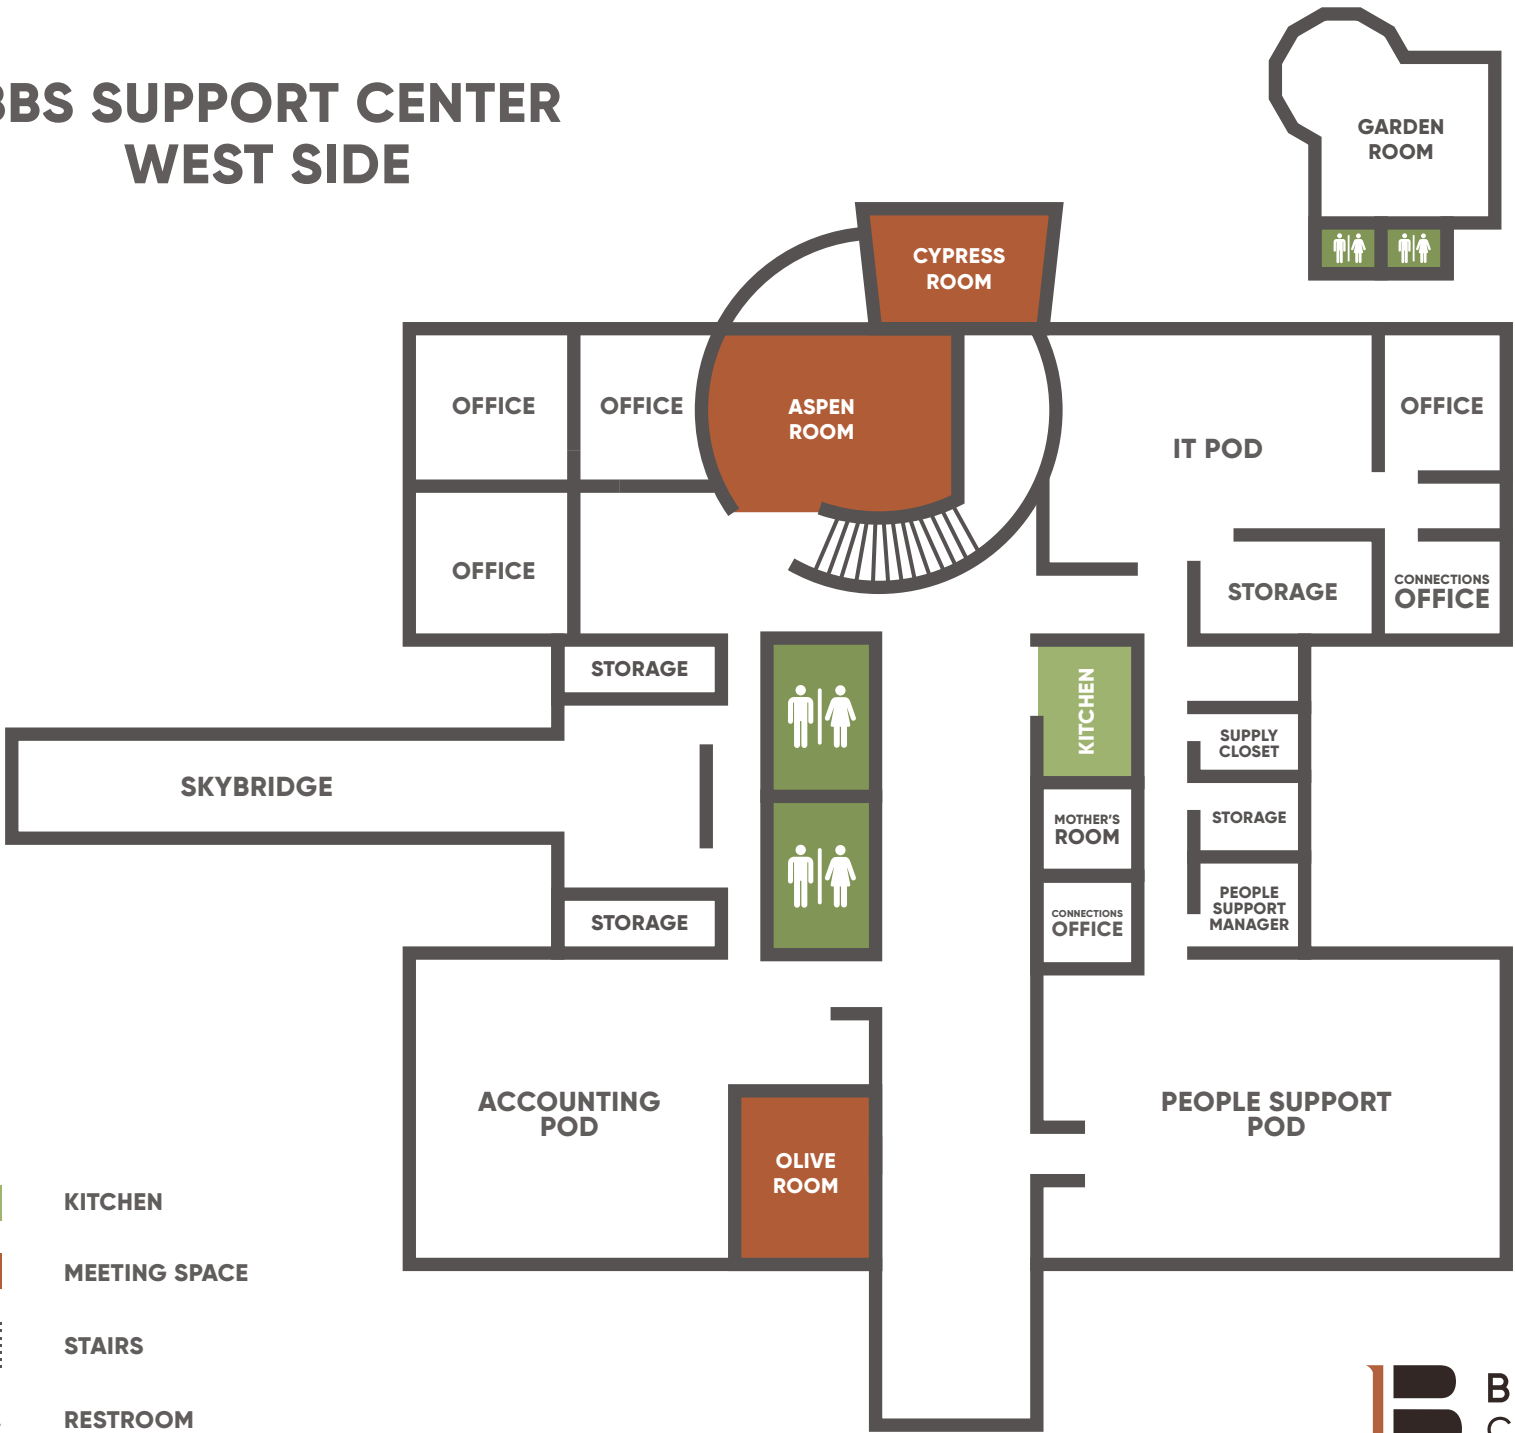 BBS SUPPORT CENTER
WEST SIDE
GARDEN
ROOM
CYPRESS
ROOM
OFFICE
OFFICE
ASPEN
ROOM
IT POD
OFFICE
OFFICE
STORAGE
CONNECTIONS
OFFICE
STORAGE
KITCHEN
SUPPLY
CLOSET
SKYBRIDGE
MOTHER'S
ROOM
STORAGE
STORAGE
CONNECTIONS
OFFICE
PEOPLE
SUPPORT
MANAGER
ACCOUNTING
POD
OLIVE
ROOM
PEOPLE SUPPORT
POD
KITCHEN
MEETING SPACE
STAIRS
RESTROOM
B